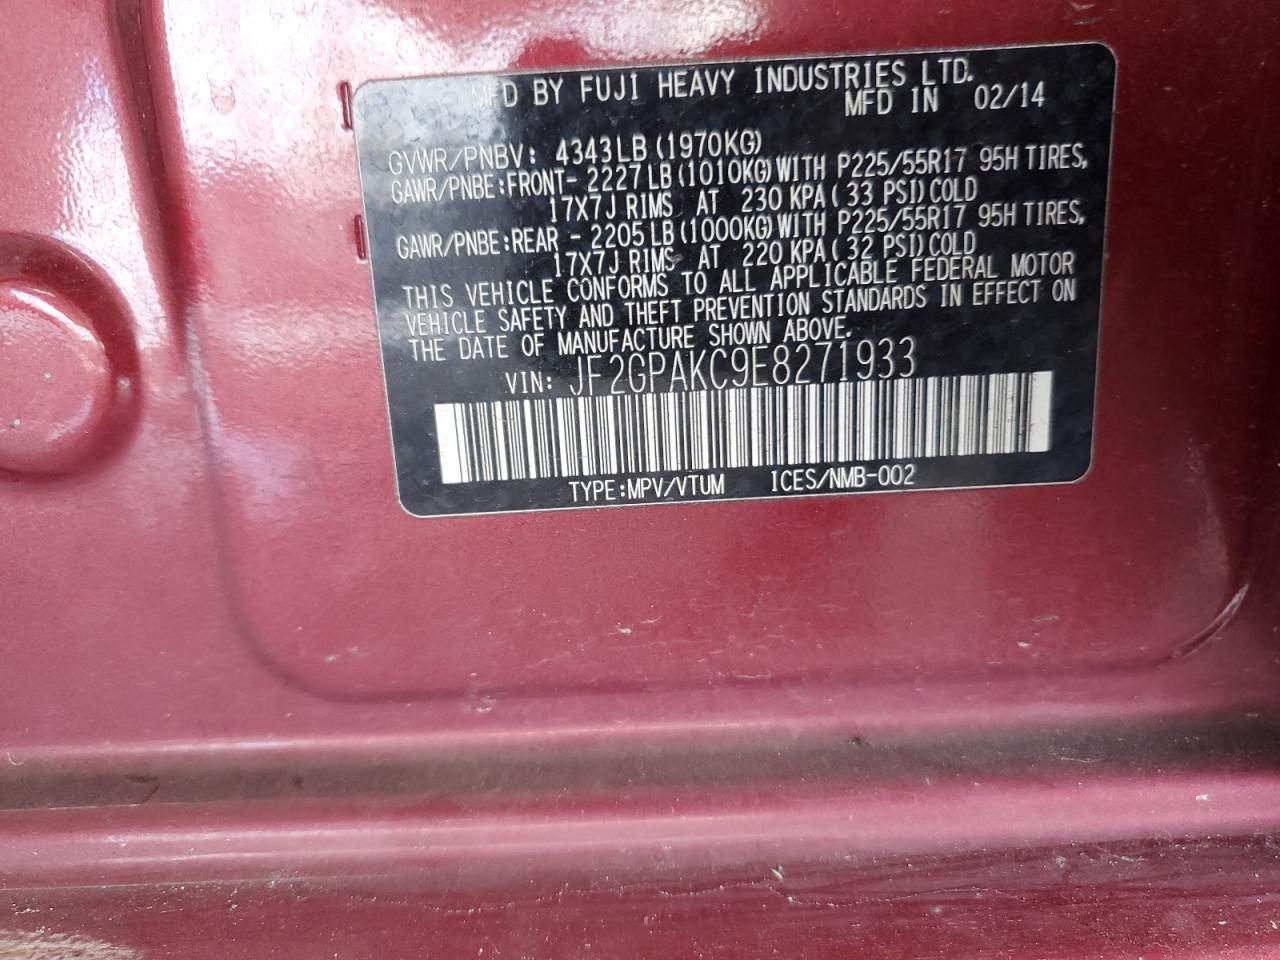 MFD BY FUJI HEAVY INDUSTRIES LTD.
MFD IN 02/14
GVWR/PNBV: 4343LB (1970KG)
GAWR/PNBE:FRONT- 2227LB (1010KG) WITH P225/55R17 95H TIRES,
17X7J RIMS AT 230 KPA (33 PSI) COLD
GAWR/PNBE:REAR - 2205LB (1000KG) WITH P225/55R17 95H TIRES,
17X7J RIMS AT 220 KPA (32 PSI) COLD
THIS VEHICLE CONFORMS TO ALL APPLICABLE FEDERAL MOTOR
VEHICLE SAFETY AND THEFT PREVENTION STANDARDS IN EFFECT ON
THE DATE OF MANUFACTURE SHOWN ABOVE.
VIN: JF2GPAKC9E8271933
TYPE:MPV/VTUM ICES/NMB-002